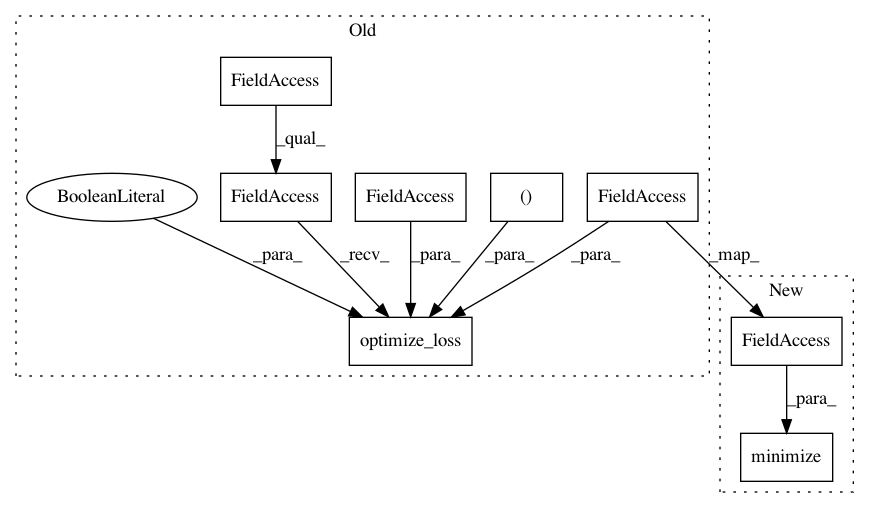 Old
FieldAccess
_qual_
BooleanLiteral
FieldAccess
FieldAccess
()
FieldAccess
_para_
_recv_
_para_
_para_
_para_
_map_
New
optimize_loss
FieldAccess
_para_
minimize